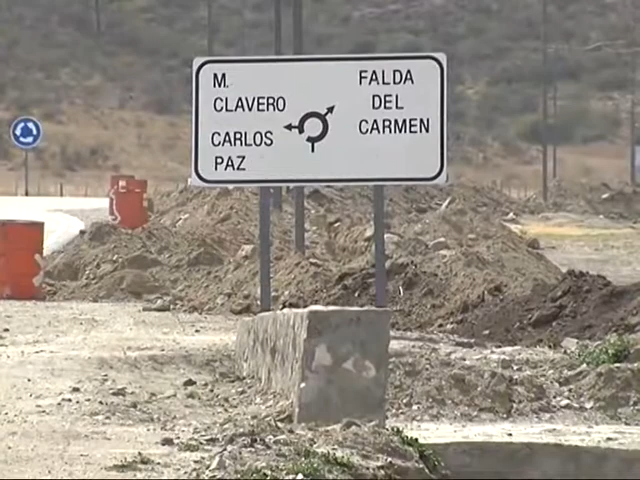 M.
CLAVERO
CARLOS
PAZ
FALDA
DEL
CARMEN